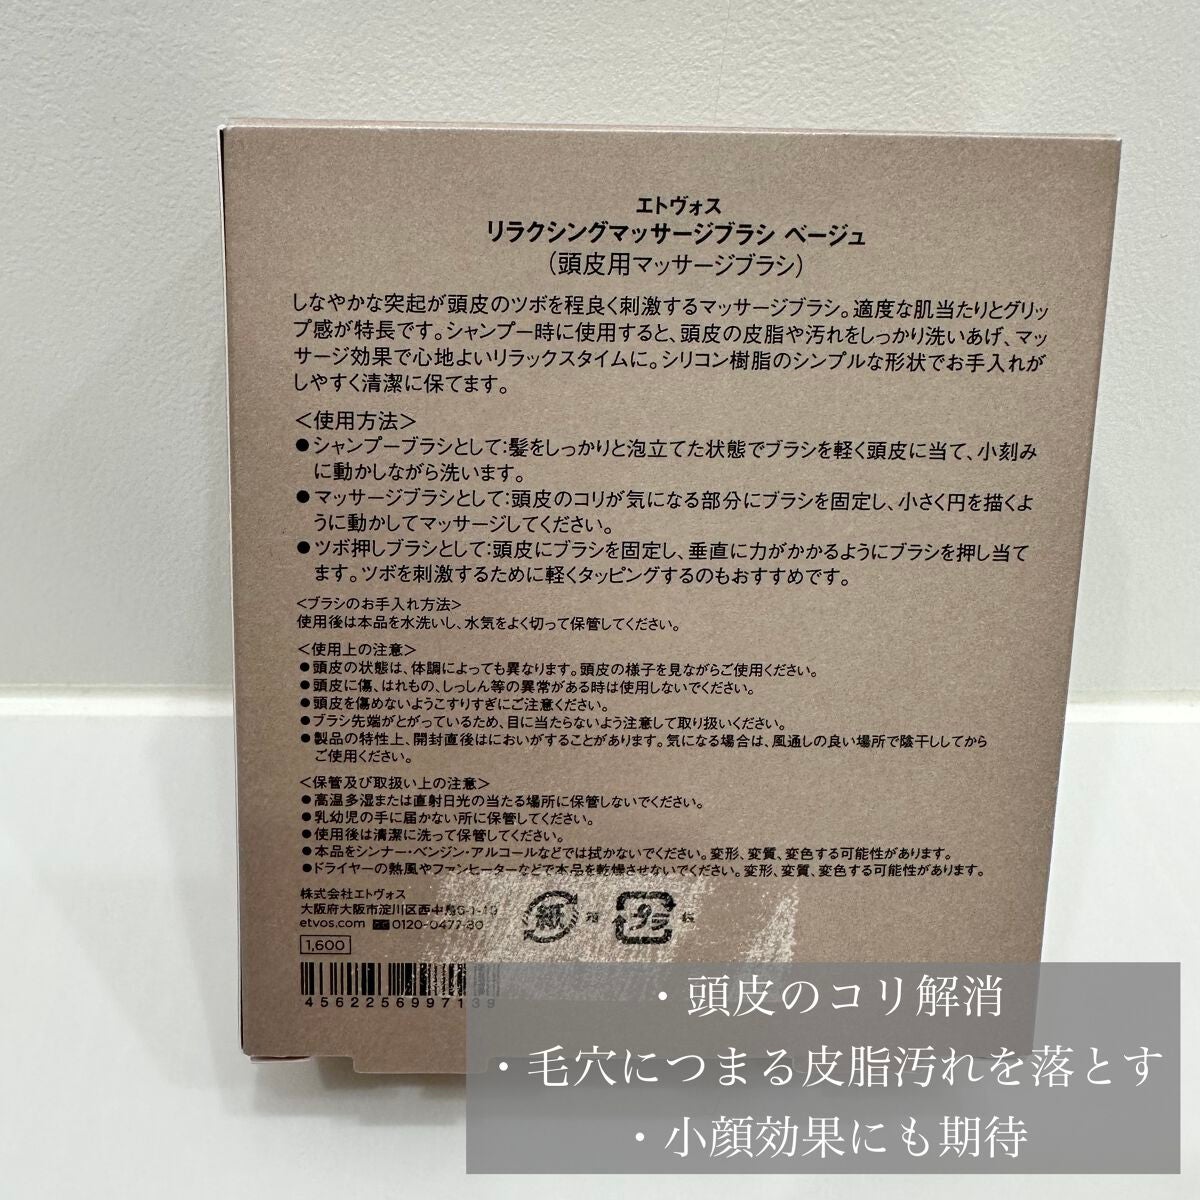 エトヴォス
リラクシングマッサージブラシ ベージュ
(頭皮用マッサージブラシ)
しなやかな突起が頭皮のツボを程良く刺激するマッサージブラシ。適度な肌当たりとグリッ
プ感が特長です。シャンプー時に使用すると、頭皮の皮脂や汚れをしっかり洗いあげ、マッ
サージ効果で心地よいリラックスタイムに。シリコン樹脂のシンプルな形状でお手入れが
しやすく清潔に保てます。
<使用方法>
●シャンプーブラシとして:髪をしっかりと泡立てた状態でブラシを軽く頭皮に当て、小刻み
に動かしながら洗います。
●マッサージブラシとして:頭皮のコリが気になる部分にブラシを固定し、小さく円を描くよ
うに動かしてマッサージしてください。
●ツボ押しブラシとして:頭皮にブラシを固定し、垂直に力がかかるようにブラシを押し当て
ます。ツボを刺激するために軽くタッピングするのもおすすめです。
<ブラシのお手入れ方法>
使用後は本品を水洗いし、水気をよく切って保管してください。
<使用上の注意>
●頭皮の状態は、体調によっても異なります。頭皮の様子を見ながらご使用ください。
●頭皮に傷、はれもの、しっしん等の異常がある時は使用しないでください。
●頭皮を傷めないようこすりすぎにご注意ください。
●ブラシ先端がとがっているため、目に当たらないよう注意して取り扱いください。
●製品の特性上、開封直後はにおいがすることがあります。気になる場合は、風通しの良い場所で陰干ししてから
ご使用ください。
<保管及び取扱い上の注意>
●高温多湿または直射日光の当たる場所に保管しないでください。
●乳幼児の手に届かない所に保管してください。
●使用後は清潔に洗って保管してください。
●本品をシンナー・ベンジン・アルコールなどでは拭かないでください。変形、変質、変色する可能性があります。
●ドライヤーの熱風やファンヒーターなどで本品を乾燥させないでください。変形、変質、変色する可能性があります。
株式会社エトヴォス
大阪府大阪市淀川区西中島5-1-19
etvos.com 0120-0477-80
紙 箱 プラ 袋
1,600
4562256997139
・頭皮のコリ解消
・毛穴につまる皮脂汚れを落とす
・小顔効果にも期待